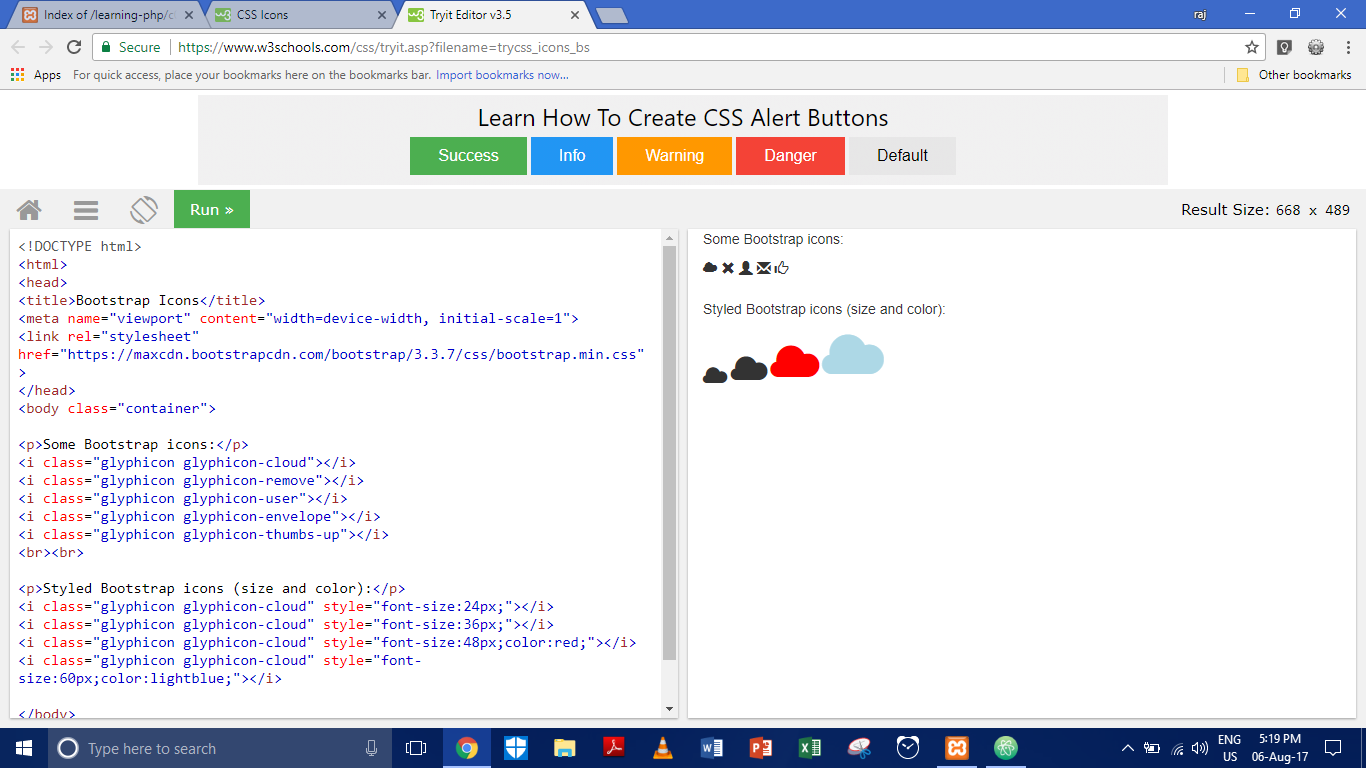 Index of /learning-php/c
CSS Icons
Tryit Editor v3.5
raj
Secure
https://www.w3schools.com/css/tryit.asp?filename=trycss_icons_bs
Apps
For quick access, place your bookmarks here on the bookmarks bar. Import bookmarks now...
Other bookmarks
Learn How To Create CSS Alert Buttons
Success Info Warning Danger Default
Run »
Result Size: 668 x 489
<!DOCTYPE html>
<html>
<head>
<title>Bootstrap Icons</title>
<meta name="viewport" content="width=device-width, initial-scale=1">
<link rel="stylesheet"
href="https://maxcdn.bootstrapcdn.com/bootstrap/3.3.7/css/bootstrap.min.css"
>
</head>
<body class="container">
<p>Some Bootstrap icons:</p>
<i class="glyphicon glyphicon-cloud"></i>
<i class="glyphicon glyphicon-remove"></i>
<i class="glyphicon glyphicon-user"></i>
<i class="glyphicon glyphicon-envelope"></i>
<i class="glyphicon glyphicon-thumbs-up"></i>
<br><br>
<p>Styled Bootstrap icons (size and color):</p>
<i class="glyphicon glyphicon-cloud" style="font-size:24px;"></i>
<i class="glyphicon glyphicon-cloud" style="font-size:36px;"></i>
<i class="glyphicon glyphicon-cloud" style="font-size:48px;color:red;"></i>
<i class="glyphicon glyphicon-cloud" style="font-
size:60px;color:lightblue;"></i>
</body>
Some Bootstrap icons:
Styled Bootstrap icons (size and color):
Type here to search
ENG
US
5:19 PM
06-Aug-17